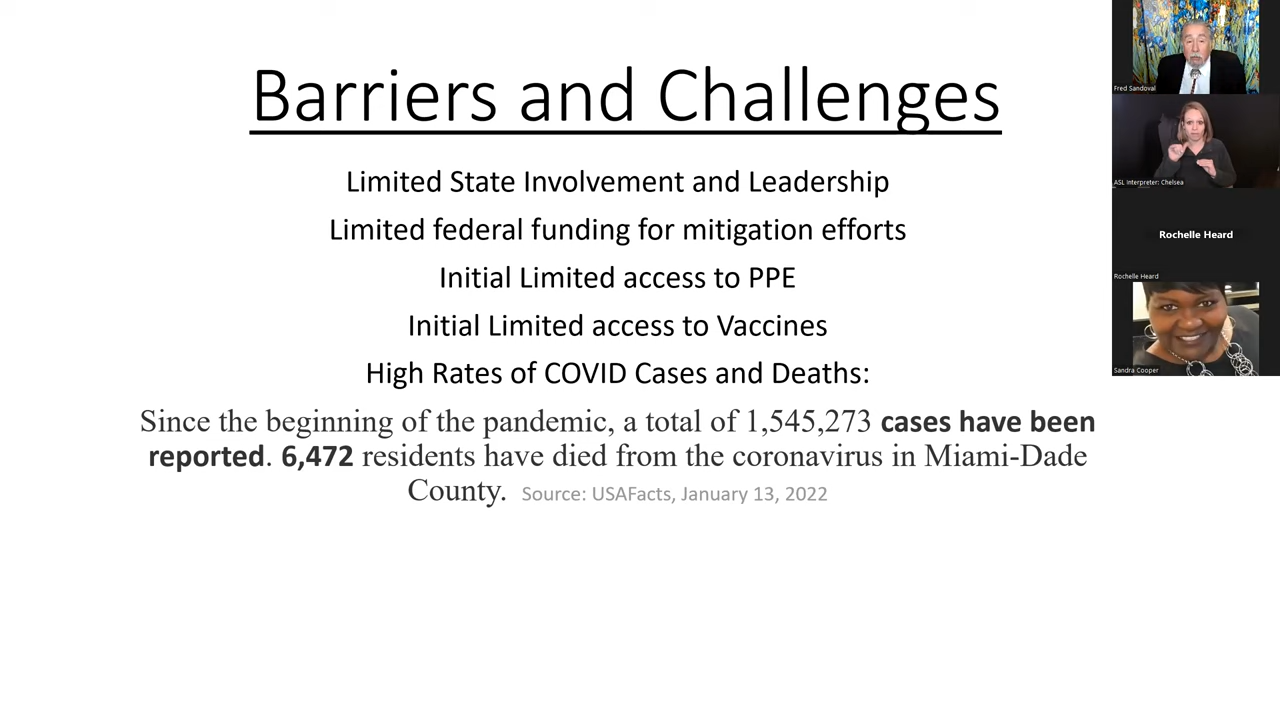 Barriers and Challenges
Limited State Involvement and Leadership
Limited federal funding for mitigation efforts
Initial Limited access to PPE
Initial Limited access to Vaccines
High Rates of COVID Cases and Deaths:
Since the beginning of the pandemic, a total of 1,545,273 cases have been
reported. 6,472 residents have died from the coronavirus in Miami-Dade
County. Source: USAFacts, January 13, 2022
Fred Sandoval
ASL Interpreter: Chelsea
Rochelle Heard
Rochelle Heard
Sandra Cooper